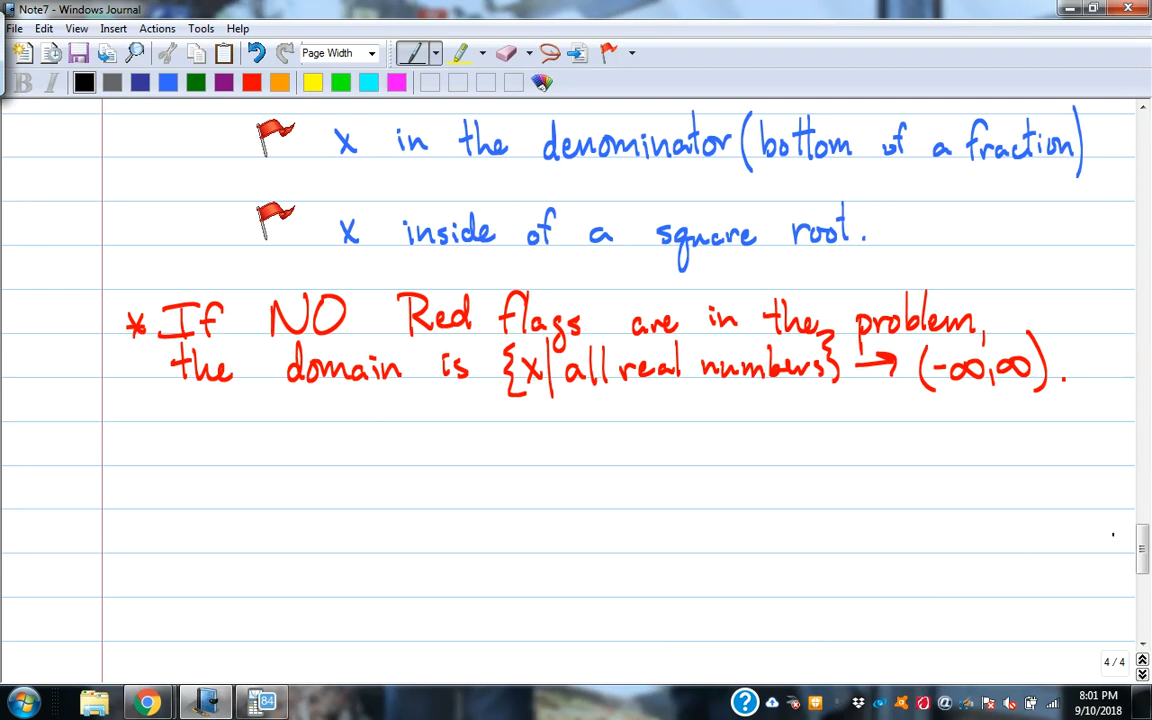 Note7 - Windows Journal
File Edit View Insert Actions Tools Help
Page Width
B I
x in the denominator (bottom of a fraction)
x inside of a square root.
* If NO Red flags are in the problem,
the domain is {x| all real numbers} → (-∞,∞).
4 / 4
84
8:01 PM
9/10/2018